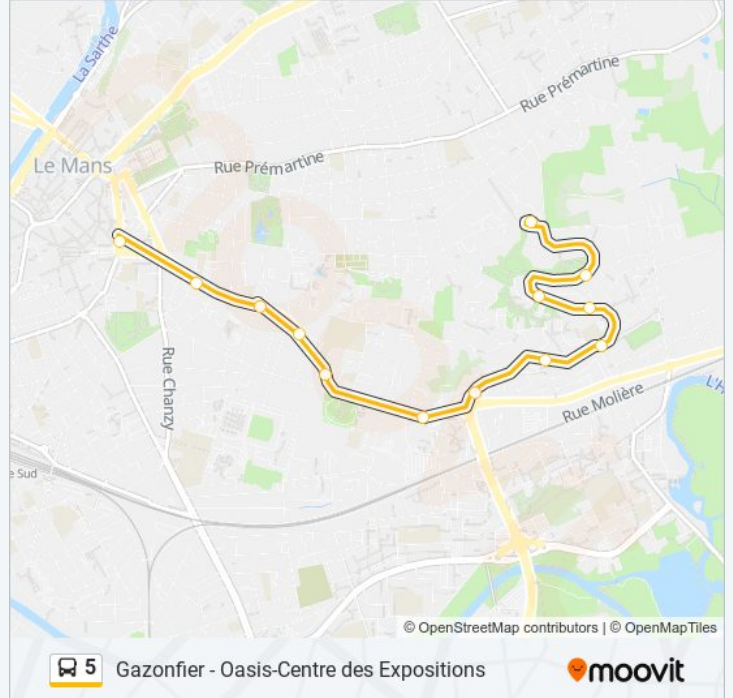 La Sarthe
Rue Prémartine
Le Mans
Rue Prémartine
Rue Chanzy
Rue Molière
L'H
e Sud
© OpenStreetMap contributors | © OpenMapTiles
5 Gazonfier - Oasis-Centre des Expositions
moovit